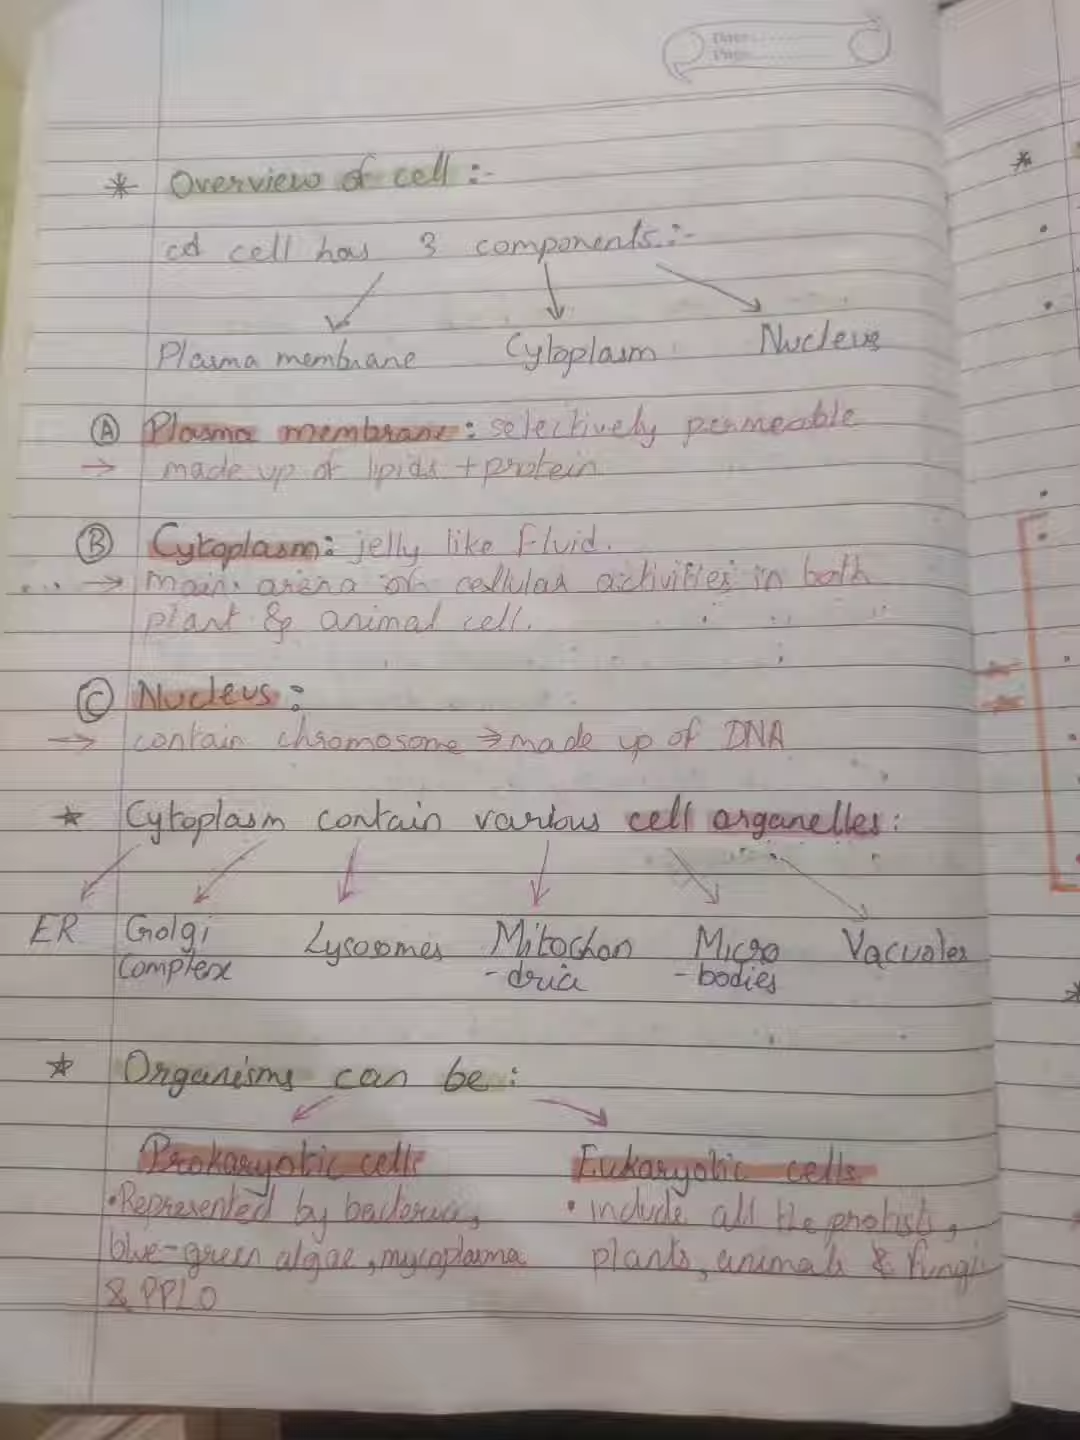 Date..........
Page..........
* Overview of cell :-
A cell has 3 components :-
Plasma membrane Cytoplasm Nucleus
Ⓐ Plasma membrane : selectively permeable
→ made up of lipids + protein
Ⓑ Cytoplasm : jelly like fluid.
→ main arena of cellular activities in both
plant & animal cell.
Ⓒ Nucleus :
→ contain chromosome → made up of DNA
* Cytoplasm contain various cell organelles :
ER Golgi Lysosomes Mitochon Micro Vacuoles
Complex -dria -bodies
* Organisms can be :
Prokaryotic cells Eukaryotic cells
• Represented by bacteria, • include all the protists,
blue-green algae, mycoplasma plants, animals & fungi
& PPLO